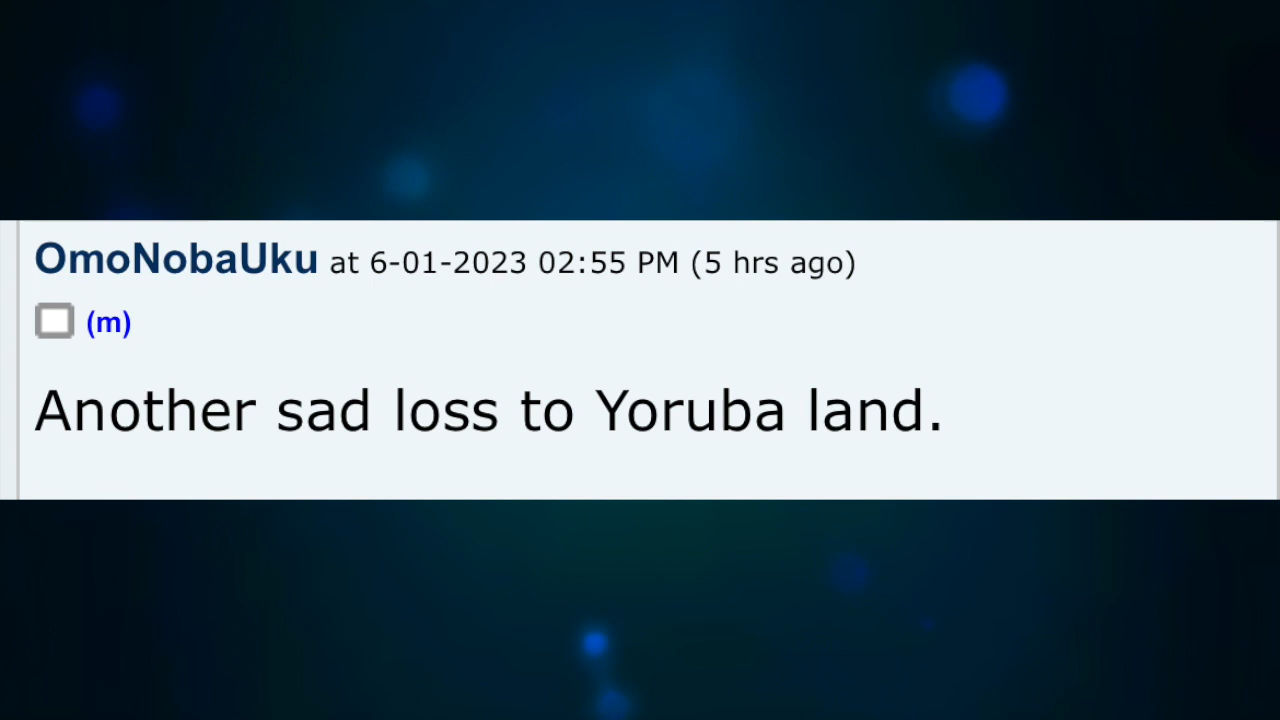 OmoNobaUku at 6-01-2023 02:55 PM (5 hrs ago)
(m)
Another sad loss to Yoruba land.